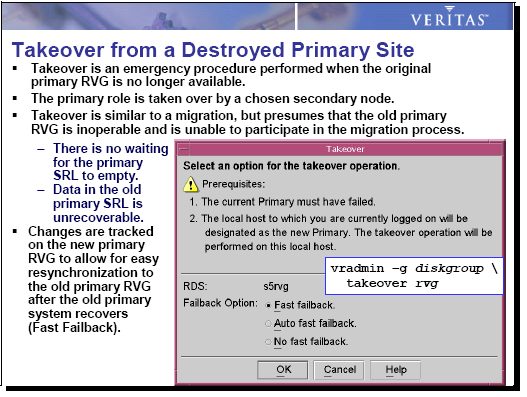 VERITAS™
Takeover from a Destroyed Primary Site
▪ Takeover is an emergency procedure performed when the original
primary RVG is no longer available.
▪ The primary role is taken over by a chosen secondary node.
▪ Takeover is similar to a migration, but presumes that the old primary
RVG is inoperable and is unable to participate in the migration process.
– There is no waiting
for the primary
SRL to empty.
– Data in the old
primary SRL is
unrecoverable.
▪ Changes are tracked
on the new primary
RVG to allow for easy
resynchronization to
the old primary RVG
after the old primary
system recovers
(Fast Failback).
Takeover
Select an option for the takeover operation.
Prerequisites:
1. The current Primary must have failed.
2. The local host to which you are currently logged on will be
designated as the new Primary. The takeover operation will be
performed on this local host.
vradmin -g diskgroup \
takeover rvg
RDS: s5rvg
Failback Option: Fast failback.
Auto fast failback.
No fast failback.
OK Cancel Help